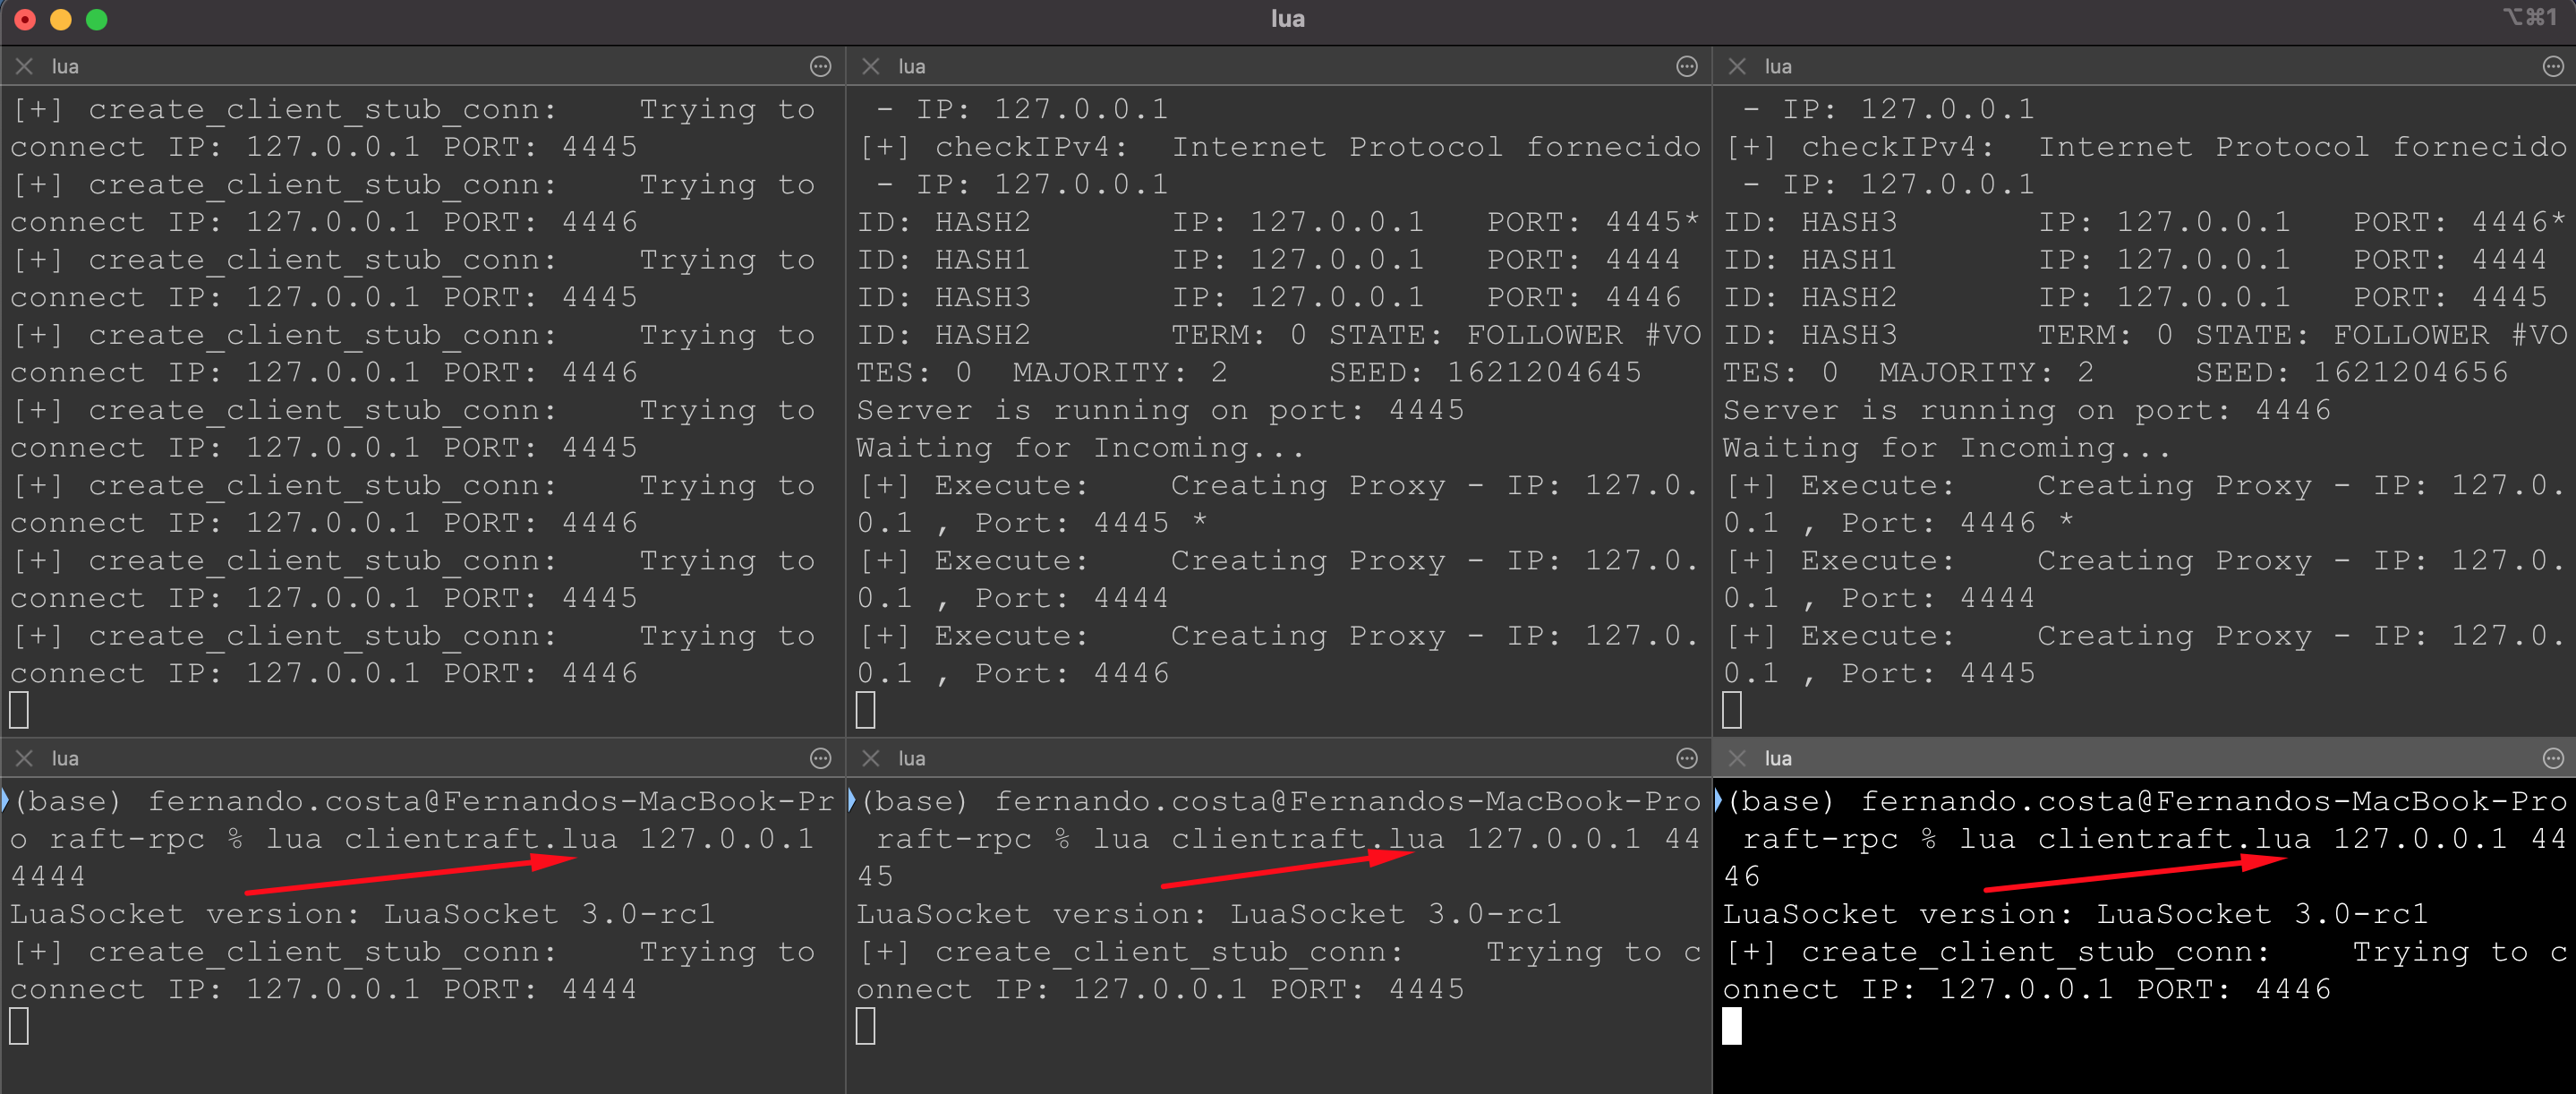 lua
⌥⌘1
lua
[+] create_client_stub_conn:    Trying to
connect IP: 127.0.0.1 PORT: 4445
[+] create_client_stub_conn:    Trying to
connect IP: 127.0.0.1 PORT: 4446
[+] create_client_stub_conn:    Trying to
connect IP: 127.0.0.1 PORT: 4445
[+] create_client_stub_conn:    Trying to
connect IP: 127.0.0.1 PORT: 4446
[+] create_client_stub_conn:    Trying to
connect IP: 127.0.0.1 PORT: 4445
[+] create_client_stub_conn:    Trying to
connect IP: 127.0.0.1 PORT: 4446
[+] create_client_stub_conn:    Trying to
connect IP: 127.0.0.1 PORT: 4445
[+] create_client_stub_conn:    Trying to
connect IP: 127.0.0.1 PORT: 4446
lua
 - IP: 127.0.0.1
[+] checkIPv4:  Internet Protocol fornecido
 - IP: 127.0.0.1
ID: HASH2       IP: 127.0.0.1   PORT: 4445*
ID: HASH1       IP: 127.0.0.1   PORT: 4444
ID: HASH3       IP: 127.0.0.1   PORT: 4446
ID: HASH2       TERM: 0 STATE: FOLLOWER #VO
TES: 0  MAJORITY: 2     SEED: 1621204645
Server is running on port: 4445
Waiting for Incoming...
[+] Execute:    Creating Proxy - IP: 127.0.
0.1 , Port: 4445 *
[+] Execute:    Creating Proxy - IP: 127.0.
0.1 , Port: 4444
[+] Execute:    Creating Proxy - IP: 127.0.
0.1 , Port: 4446
lua
 - IP: 127.0.0.1
[+] checkIPv4:  Internet Protocol fornecido
 - IP: 127.0.0.1
ID: HASH3       IP: 127.0.0.1   PORT: 4446*
ID: HASH1       IP: 127.0.0.1   PORT: 4444
ID: HASH2       IP: 127.0.0.1   PORT: 4445
ID: HASH3       TERM: 0 STATE: FOLLOWER #VO
TES: 0  MAJORITY: 2     SEED: 1621204656
Server is running on port: 4446
Waiting for Incoming...
[+] Execute:    Creating Proxy - IP: 127.0.
0.1 , Port: 4446 *
[+] Execute:    Creating Proxy - IP: 127.0.
0.1 , Port: 4444
[+] Execute:    Creating Proxy - IP: 127.0.
0.1 , Port: 4445
lua
(base) fernando.costa@Fernandos-MacBook-Pr
o raft-rpc % lua clientraft.lua 127.0.0.1
4444
LuaSocket version: LuaSocket 3.0-rc1
[+] create_client_stub_conn:    Trying to
connect IP: 127.0.0.1 PORT: 4444
lua
(base) fernando.costa@Fernandos-MacBook-Pro
 raft-rpc % lua clientraft.lua 127.0.0.1 44
45
LuaSocket version: LuaSocket 3.0-rc1
[+] create_client_stub_conn:    Trying to c
onnect IP: 127.0.0.1 PORT: 4445
lua
(base) fernando.costa@Fernandos-MacBook-Pro
 raft-rpc % lua clientraft.lua 127.0.0.1 44
46
LuaSocket version: LuaSocket 3.0-rc1
[+] create_client_stub_conn:    Trying to c
onnect IP: 127.0.0.1 PORT: 4446